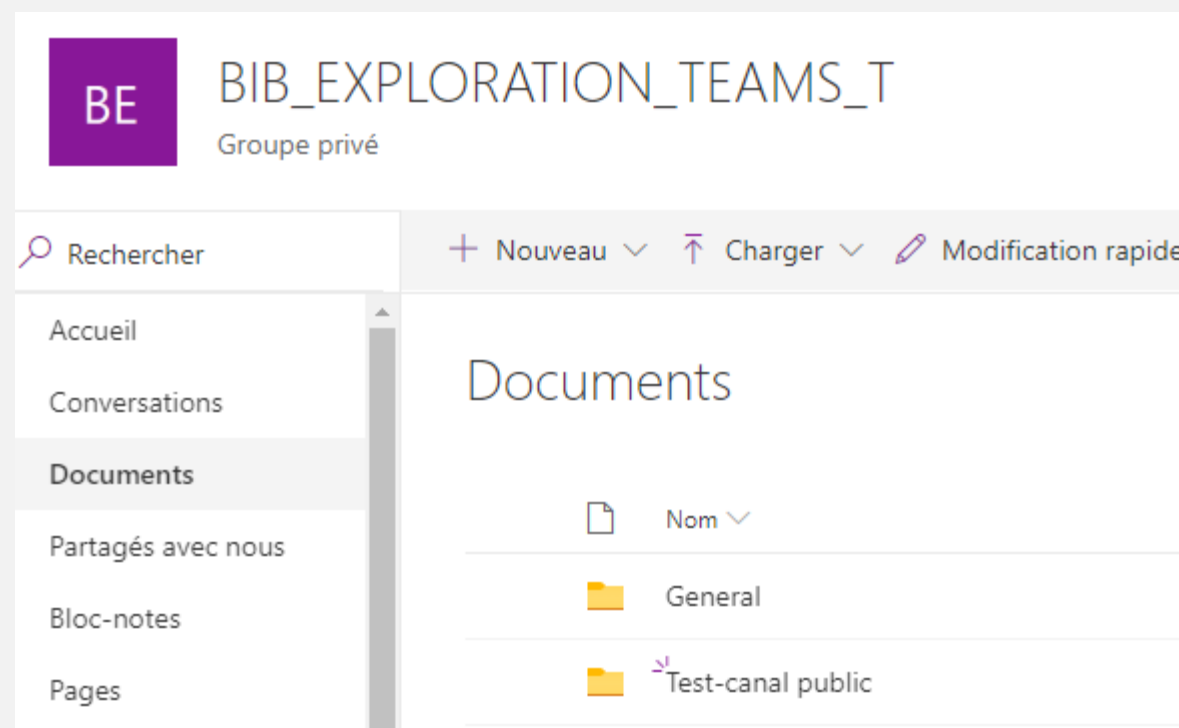 BE
BIB_EXPLORATION_TEAMS_T
Groupe privé
Rechercher
Nouveau
Charger
Modification rapide
Accueil
Conversations
Documents
Partagés avec nous
Bloc-notes
Pages
Documents
Nom
General
Test-canal public